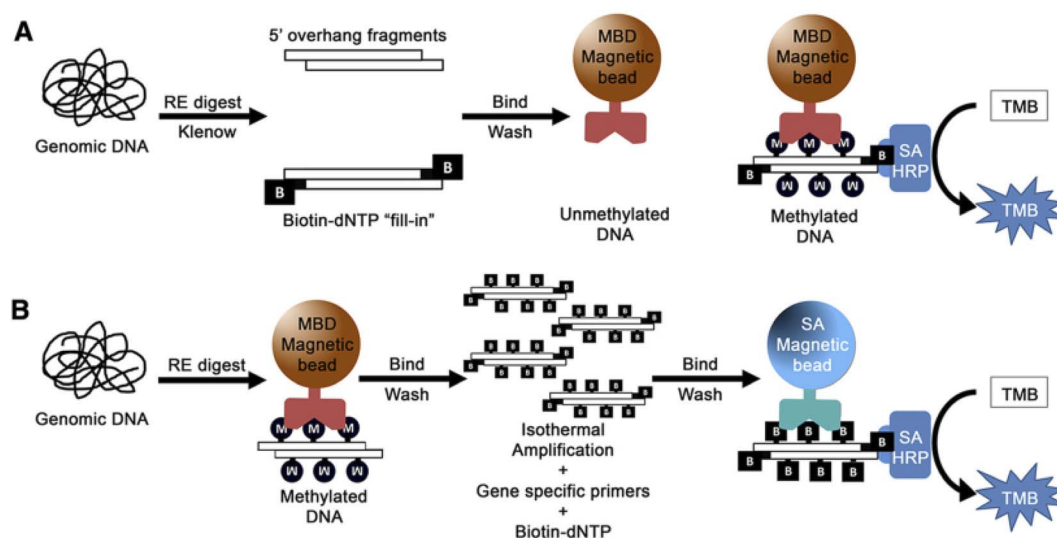 A
5' overhang fragments
MBD
Magnetic
bead
MBD
Magnetic
bead
RE digest
Klenow
Genomic DNA
B
B
Biotin-dNTP "fill-in"
Bind
Wash
Unmethylated
DNA
M M M
B
B
M M M
SA
HRP
Methylated
DNA
TMB
TMB
B
Genomic DNA
RE digest
MBD
Magnetic
bead
M M M
M M M
Methylated
DNA
Bind
Wash
B B B
B
B
B B B
B B B
B
B
B B B
B B B
B
B
B B B
B B B
B
B
B B B
Isothermal
Amplification
+
Gene specific primers
+
Biotin-dNTP
Bind
Wash
SA
Magnetic
bead
B B B
B
B
B B B
SA
HRP
TMB
TMB